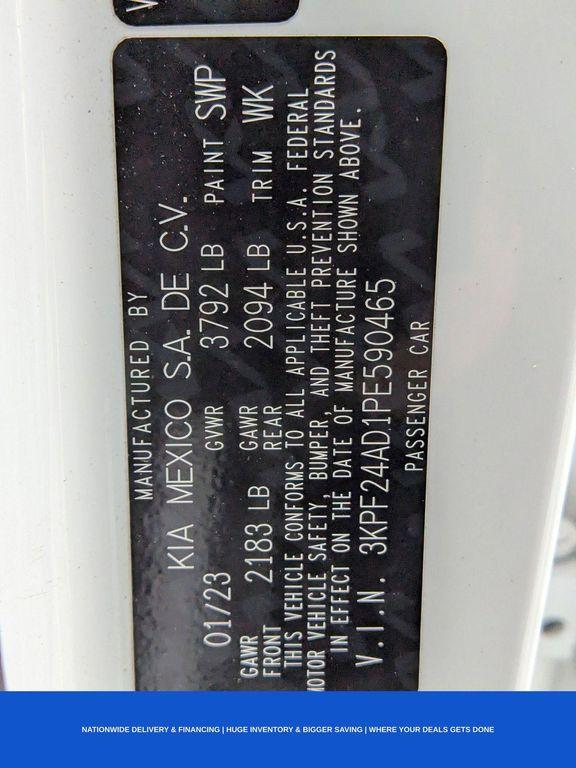 MANUFACTURED BY
KIA MEXICO S.A. DE C.V.
01/23 GVWR 3792 LB PAINT SWP
GAWR FRONT 2183 LB GAWR REAR 2094 LB TRIM WK
THIS VEHICLE CONFORMS TO ALL APPLICABLE U.S.A. FEDERAL
MOTOR VEHICLE SAFETY, BUMPER, AND THEFT PREVENTION STANDARDS
IN EFFECT ON THE DATE OF MANUFACTURE SHOWN ABOVE.
V.I.N. 3KPF24AD1PE590465
PASSENGER CAR
NATIONWIDE DELIVERY & FINANCING | HUGE INVENTORY & BIGGER SAVING | WHERE YOUR DEALS GETS DONE